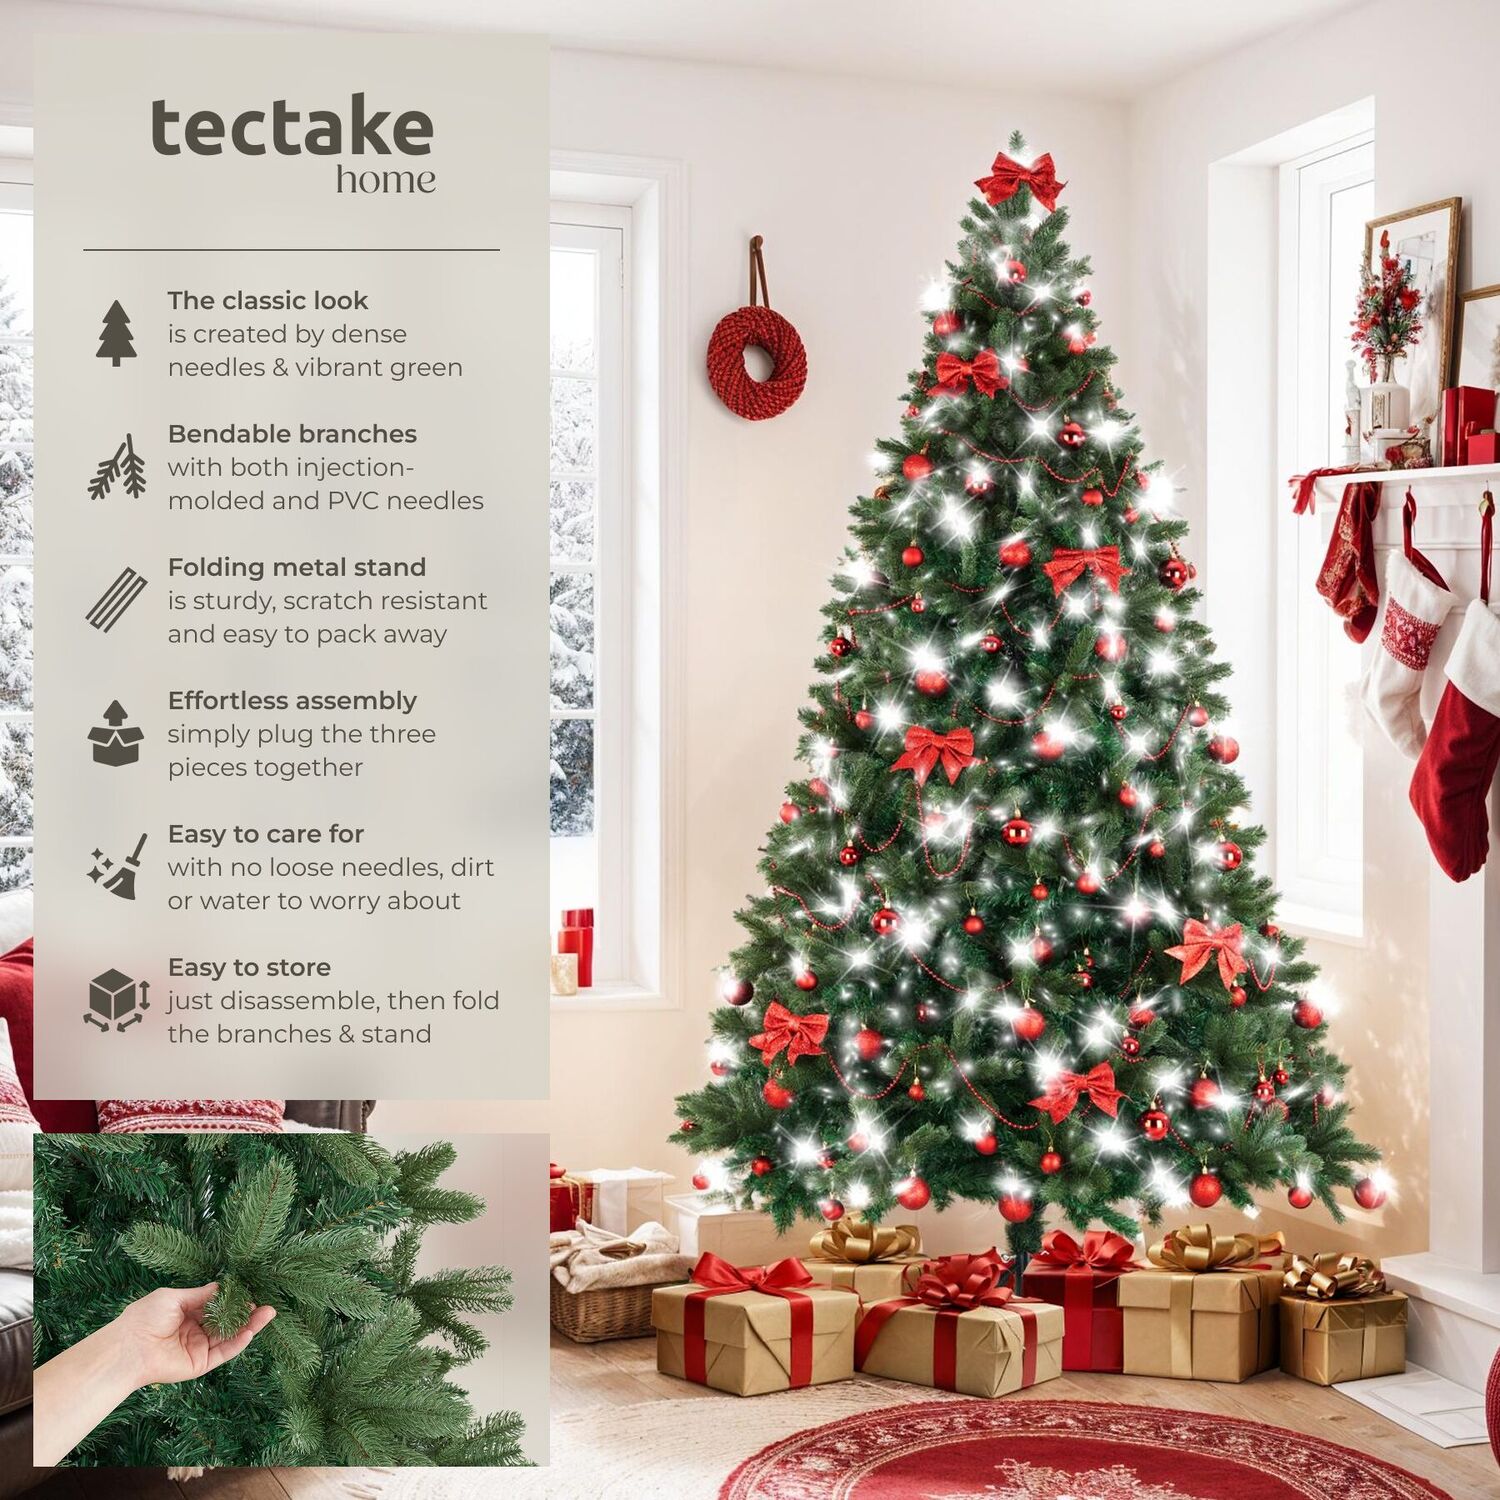 tectake
home
The classic look
is created by dense
needles & vibrant green
Bendable branches
with both injection-
molded and PVC needles
Folding metal stand
is sturdy, scratch resistant
and easy to pack away
Effortless assembly
simply plug the three
pieces together
Easy to care for
with no loose needles, dirt
or water to worry about
Easy to store
just disassemble, then fold
the branches & stand